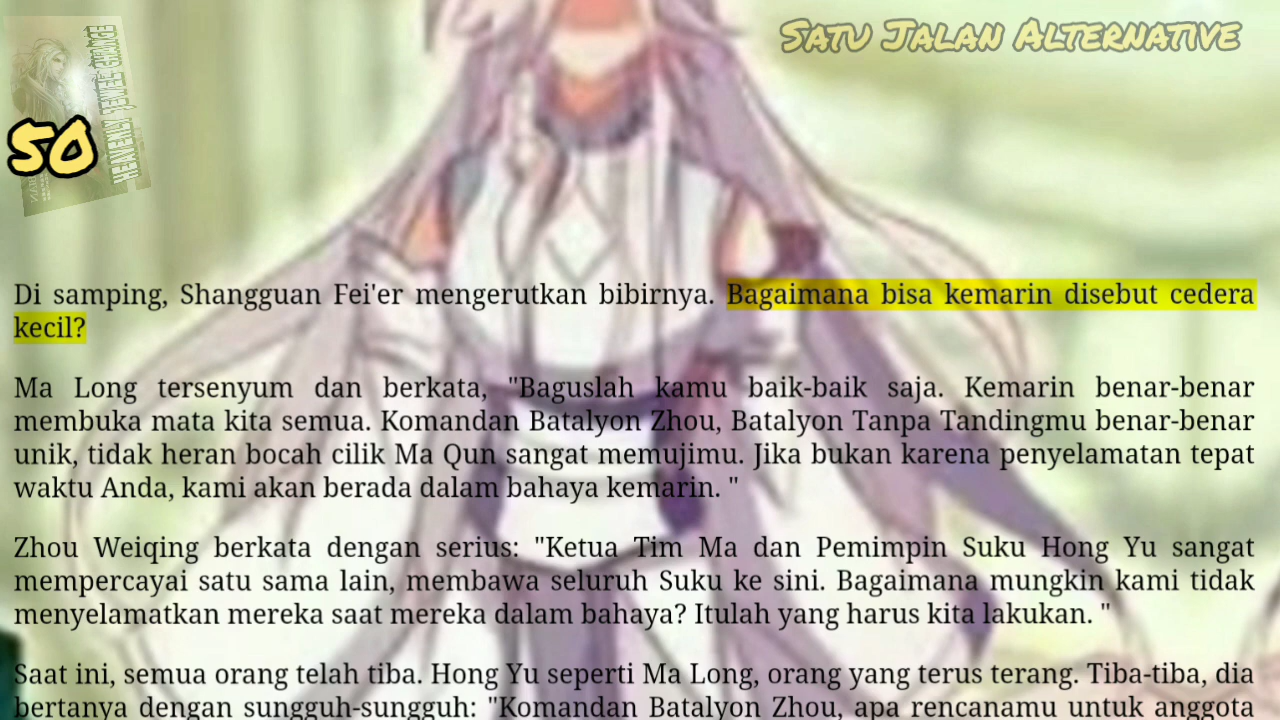 Satu Jalan Alternative
HEAVENLY JEWEL CHANGE
50
Di samping, Shangguan Fei'er mengerutkan bibirnya. Bagaimana bisa kemarin disebut cedera
kecil?
Ma Long tersenyum dan berkata, "Baguslah kamu baik-baik saja. Kemarin benar-benar
membuka mata kita semua. Komandan Batalyon Zhou, Batalyon Tanpa Tandingmu benar-benar
unik, tidak heran bocah cilik Ma Qun sangat memujimu. Jika bukan karena penyelamatan tepat
waktu Anda, kami akan berada dalam bahaya kemarin. "
Zhou Weiqing berkata dengan serius: "Ketua Tim Ma dan Pemimpin Suku Hong Yu sangat
mempercayai satu sama lain, membawa seluruh Suku ke sini. Bagaimana mungkin kami tidak
menyelamatkan mereka saat mereka dalam bahaya? Itulah yang harus kita lakukan. "
Saat ini, semua orang telah tiba. Hong Yu seperti Ma Long, orang yang terus terang. Tiba-tiba, dia
bertanya dengan sungguh-sungguh: "Komandan Batalyon Zhou, apa rencanamu untuk anggota